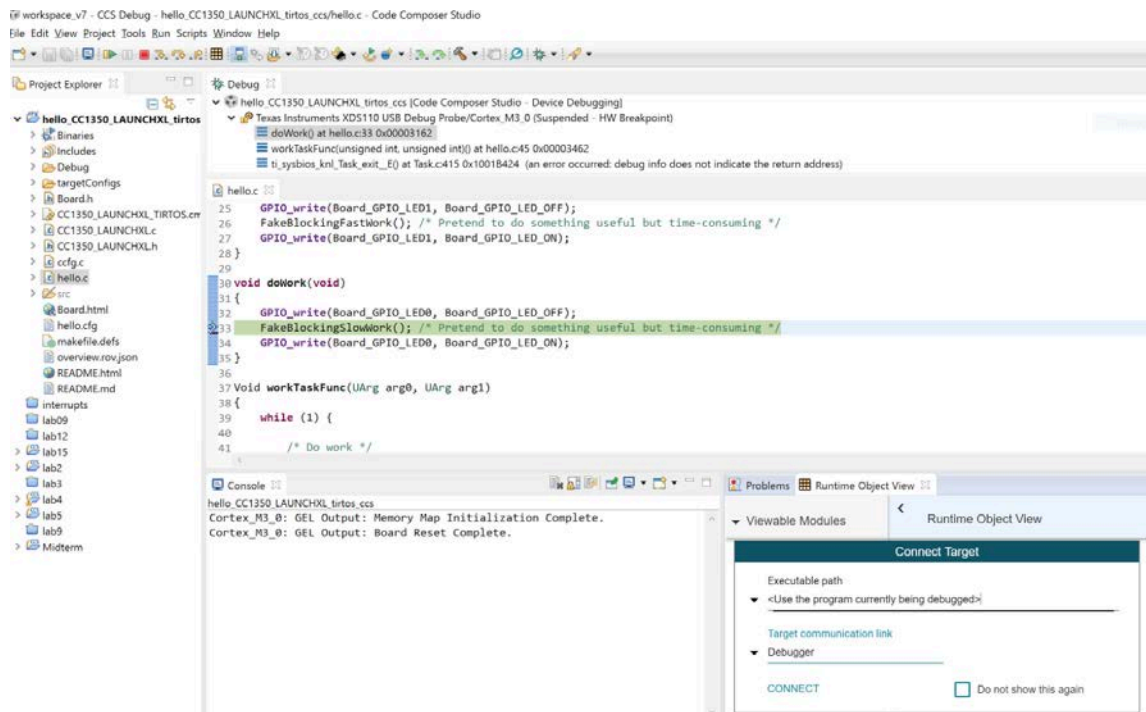 workspace_v7 - CCS Debug - hello_CC1350_LAUNCHXL_tirtos_ccs/hello.c - Code Composer Studio
File Edit View Project Tools Run Scripts Window Help
Project Explorer
hello_CC1350_LAUNCHXL_tirtos
Binaries
Includes
Debug
targetConfigs
Board.h
CC1350_LAUNCHXL_TIRTOS.cm
CC1350_LAUNCHXL.c
CC1350_LAUNCHXL.h
ccfg.c
hello.c
src
Board.html
hello.cfg
makefile.defs
overview.rov.json
README.html
README.md
interrupts
lab09
lab12
lab15
lab2
lab3
lab4
lab5
lab9
Midterm
Debug
hello_CC1350_LAUNCHXL_tirtos_ccs [Code Composer Studio - Device Debugging]
Texas Instruments XDS110 USB Debug Probe/Cortex_M3_0 (Suspended - HW Breakpoint)
doWork() at hello.c:33 0x00003162
workTaskFunc(unsigned int, unsigned int)() at hello.c:45 0x00003462
ti_sysbios_knl_Task_exit__E() at Task.c:415 0x1001B424 (an error occurred: debug info does not indicate the return address)
hello.c
25 GPIO_write(Board_GPIO_LED1, Board_GPIO_LED_OFF);
26 FakeBlockingFastWork(); /* Pretend to do something useful but time-consuming */
27 GPIO_write(Board_GPIO_LED1, Board_GPIO_LED_ON);
28 }
29
30 void doWork(void)
31 {
32 GPIO_write(Board_GPIO_LED0, Board_GPIO_LED_OFF);
33 FakeBlockingSlowWork(); /* Pretend to do something useful but time-consuming */
34 GPIO_write(Board_GPIO_LED0, Board_GPIO_LED_ON);
35 }
36
37 Void workTaskFunc(UArg arg0, UArg arg1)
38 {
39 while (1) {
40
41 /* Do work */
Console
hello_CC1350_LAUNCHXL_tirtos_ccs
Cortex_M3_0: GEL Output: Memory Map Initialization Complete.
Cortex_M3_0: GEL Output: Board Reset Complete.
Problems Runtime Object View
Viewable Modules
Runtime Object View
Connect Target
Executable path
<Use the program currently being debugged>
Target communication link
Debugger
CONNECT Do not show this again